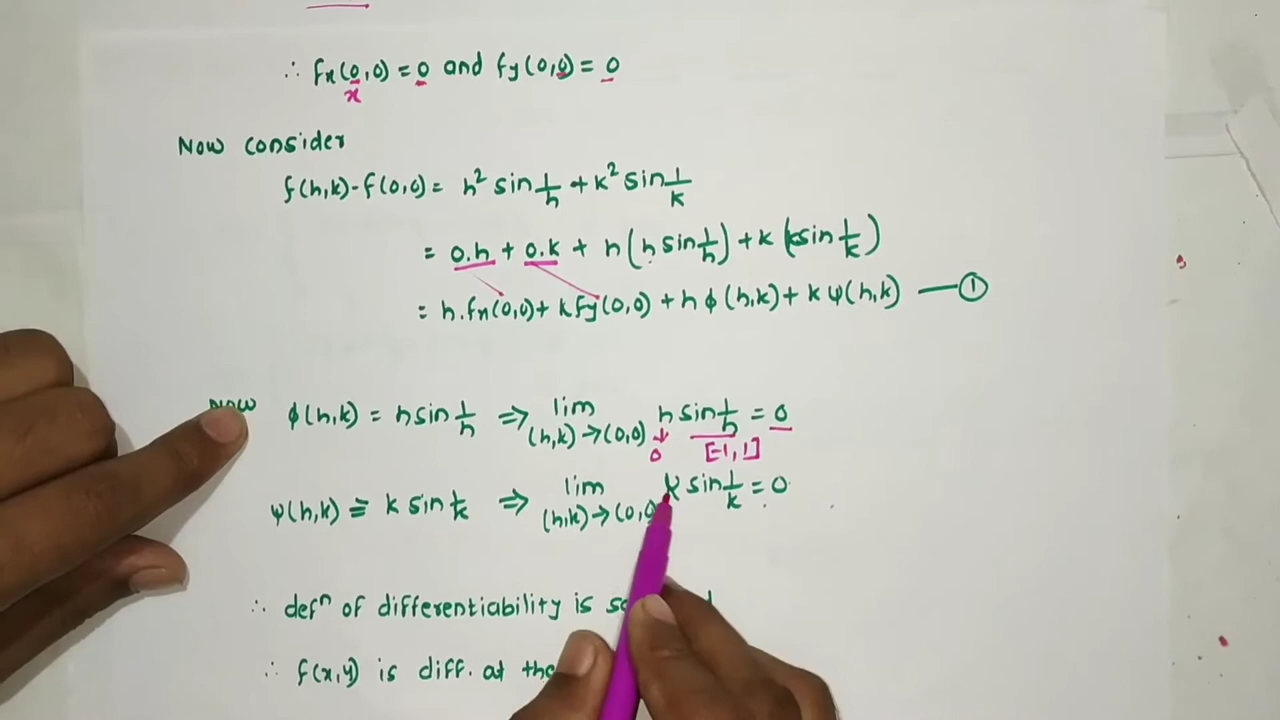 ∴ fx(0,0) = 0 and fy(0,0) = 0
x
Now consider
f(h,k)-f(0,0) = h² sin 1/h + k² sin 1/k
= 0.h + 0.k + h(h sin 1/h) + k(k sin 1/k)
= h.fx(0,0) + k fy(0,0) + h ϕ(h,k) + k ψ(h,k) — ①
Now ϕ(h,k) = h sin 1/h ⇒ lim (h,k)→(0,0) h sin 1/h = 0
0 [-1,1]
ψ(h,k) = k sin 1/k ⇒ lim (h,k)→(0,0) k sin 1/k = 0
∴ defⁿ of differentiability is
∴ f(x,y) is diff. at